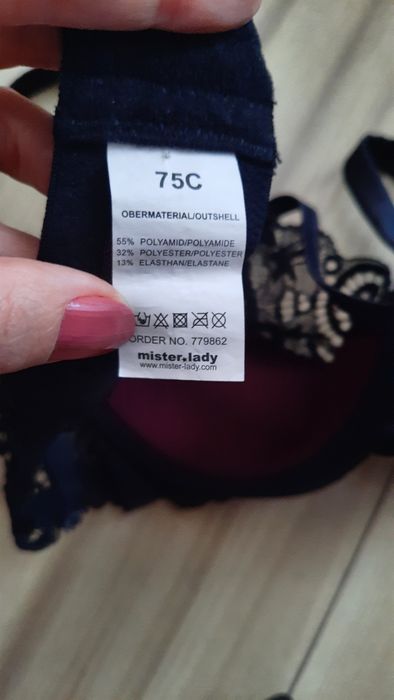 75C
OBERMATERIAL/OUTSHELL
55% POLYAMID/POLYAMIDE
32% POLYESTER/POLYESTER
13% ELASTHAN/ELASTANE
ORDER NO. 779862
mister.lady
www.mister-lady.com